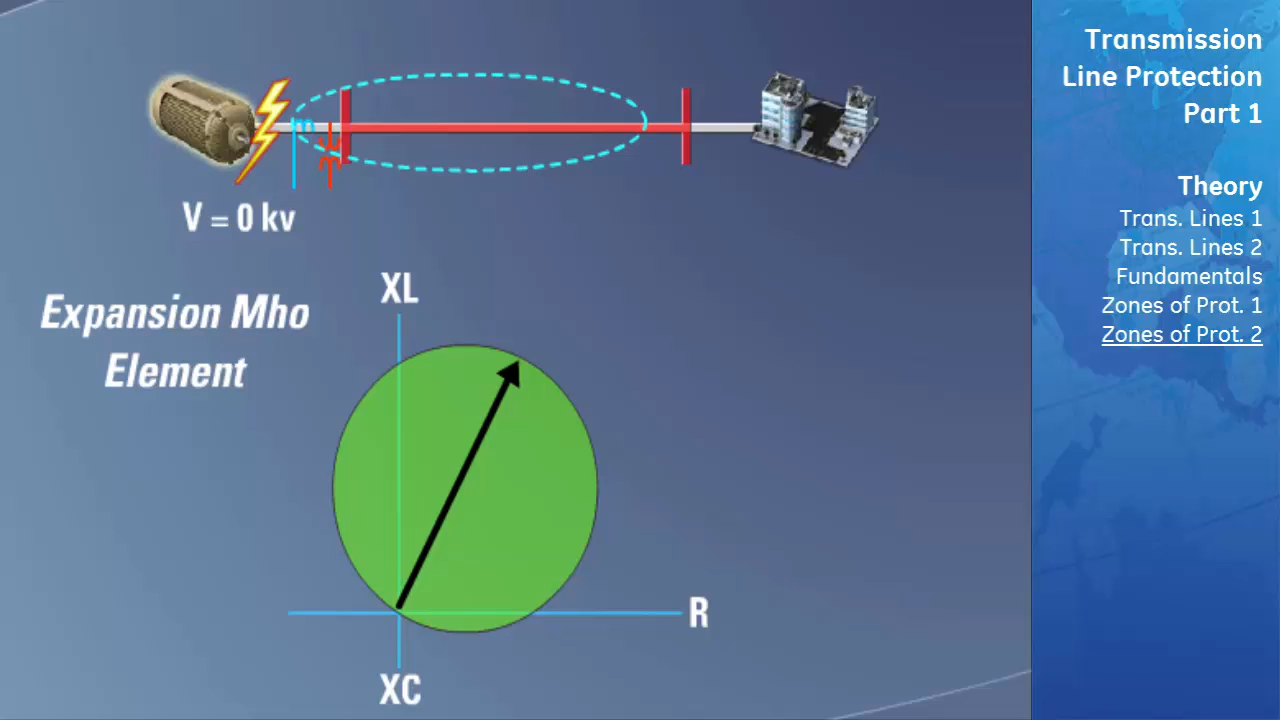 Transmission
Line Protection
Part 1
Theory
Trans. Lines 1
Trans. Lines 2
Fundamentals
Zones of Prot. 1
Zones of Prot. 2
V = 0 kv
Expansion Mho
Element
XL
R
XC